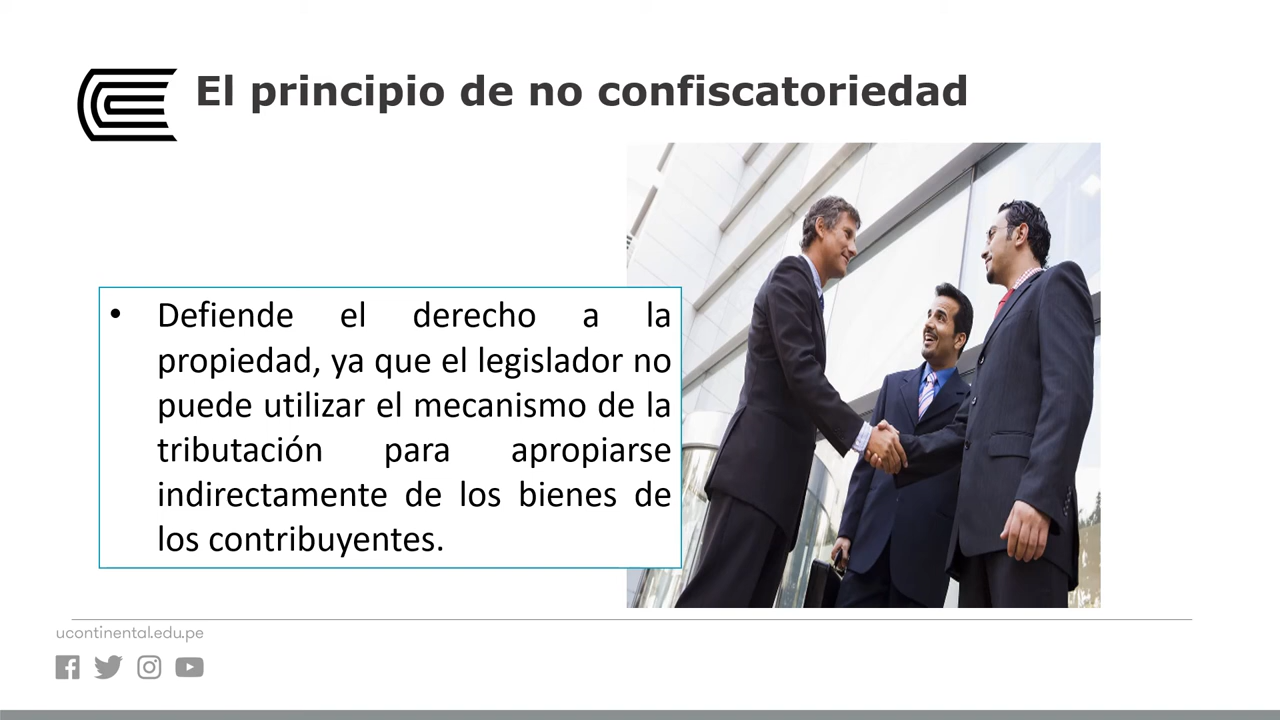 El principio de no confiscatoriedad
• Defiende el derecho a la
propiedad, ya que el legislador no
puede utilizar el mecanismo de la
tributación para apropiarse
indirectamente de los bienes de
los contribuyentes.
ucontinental.edu.pe